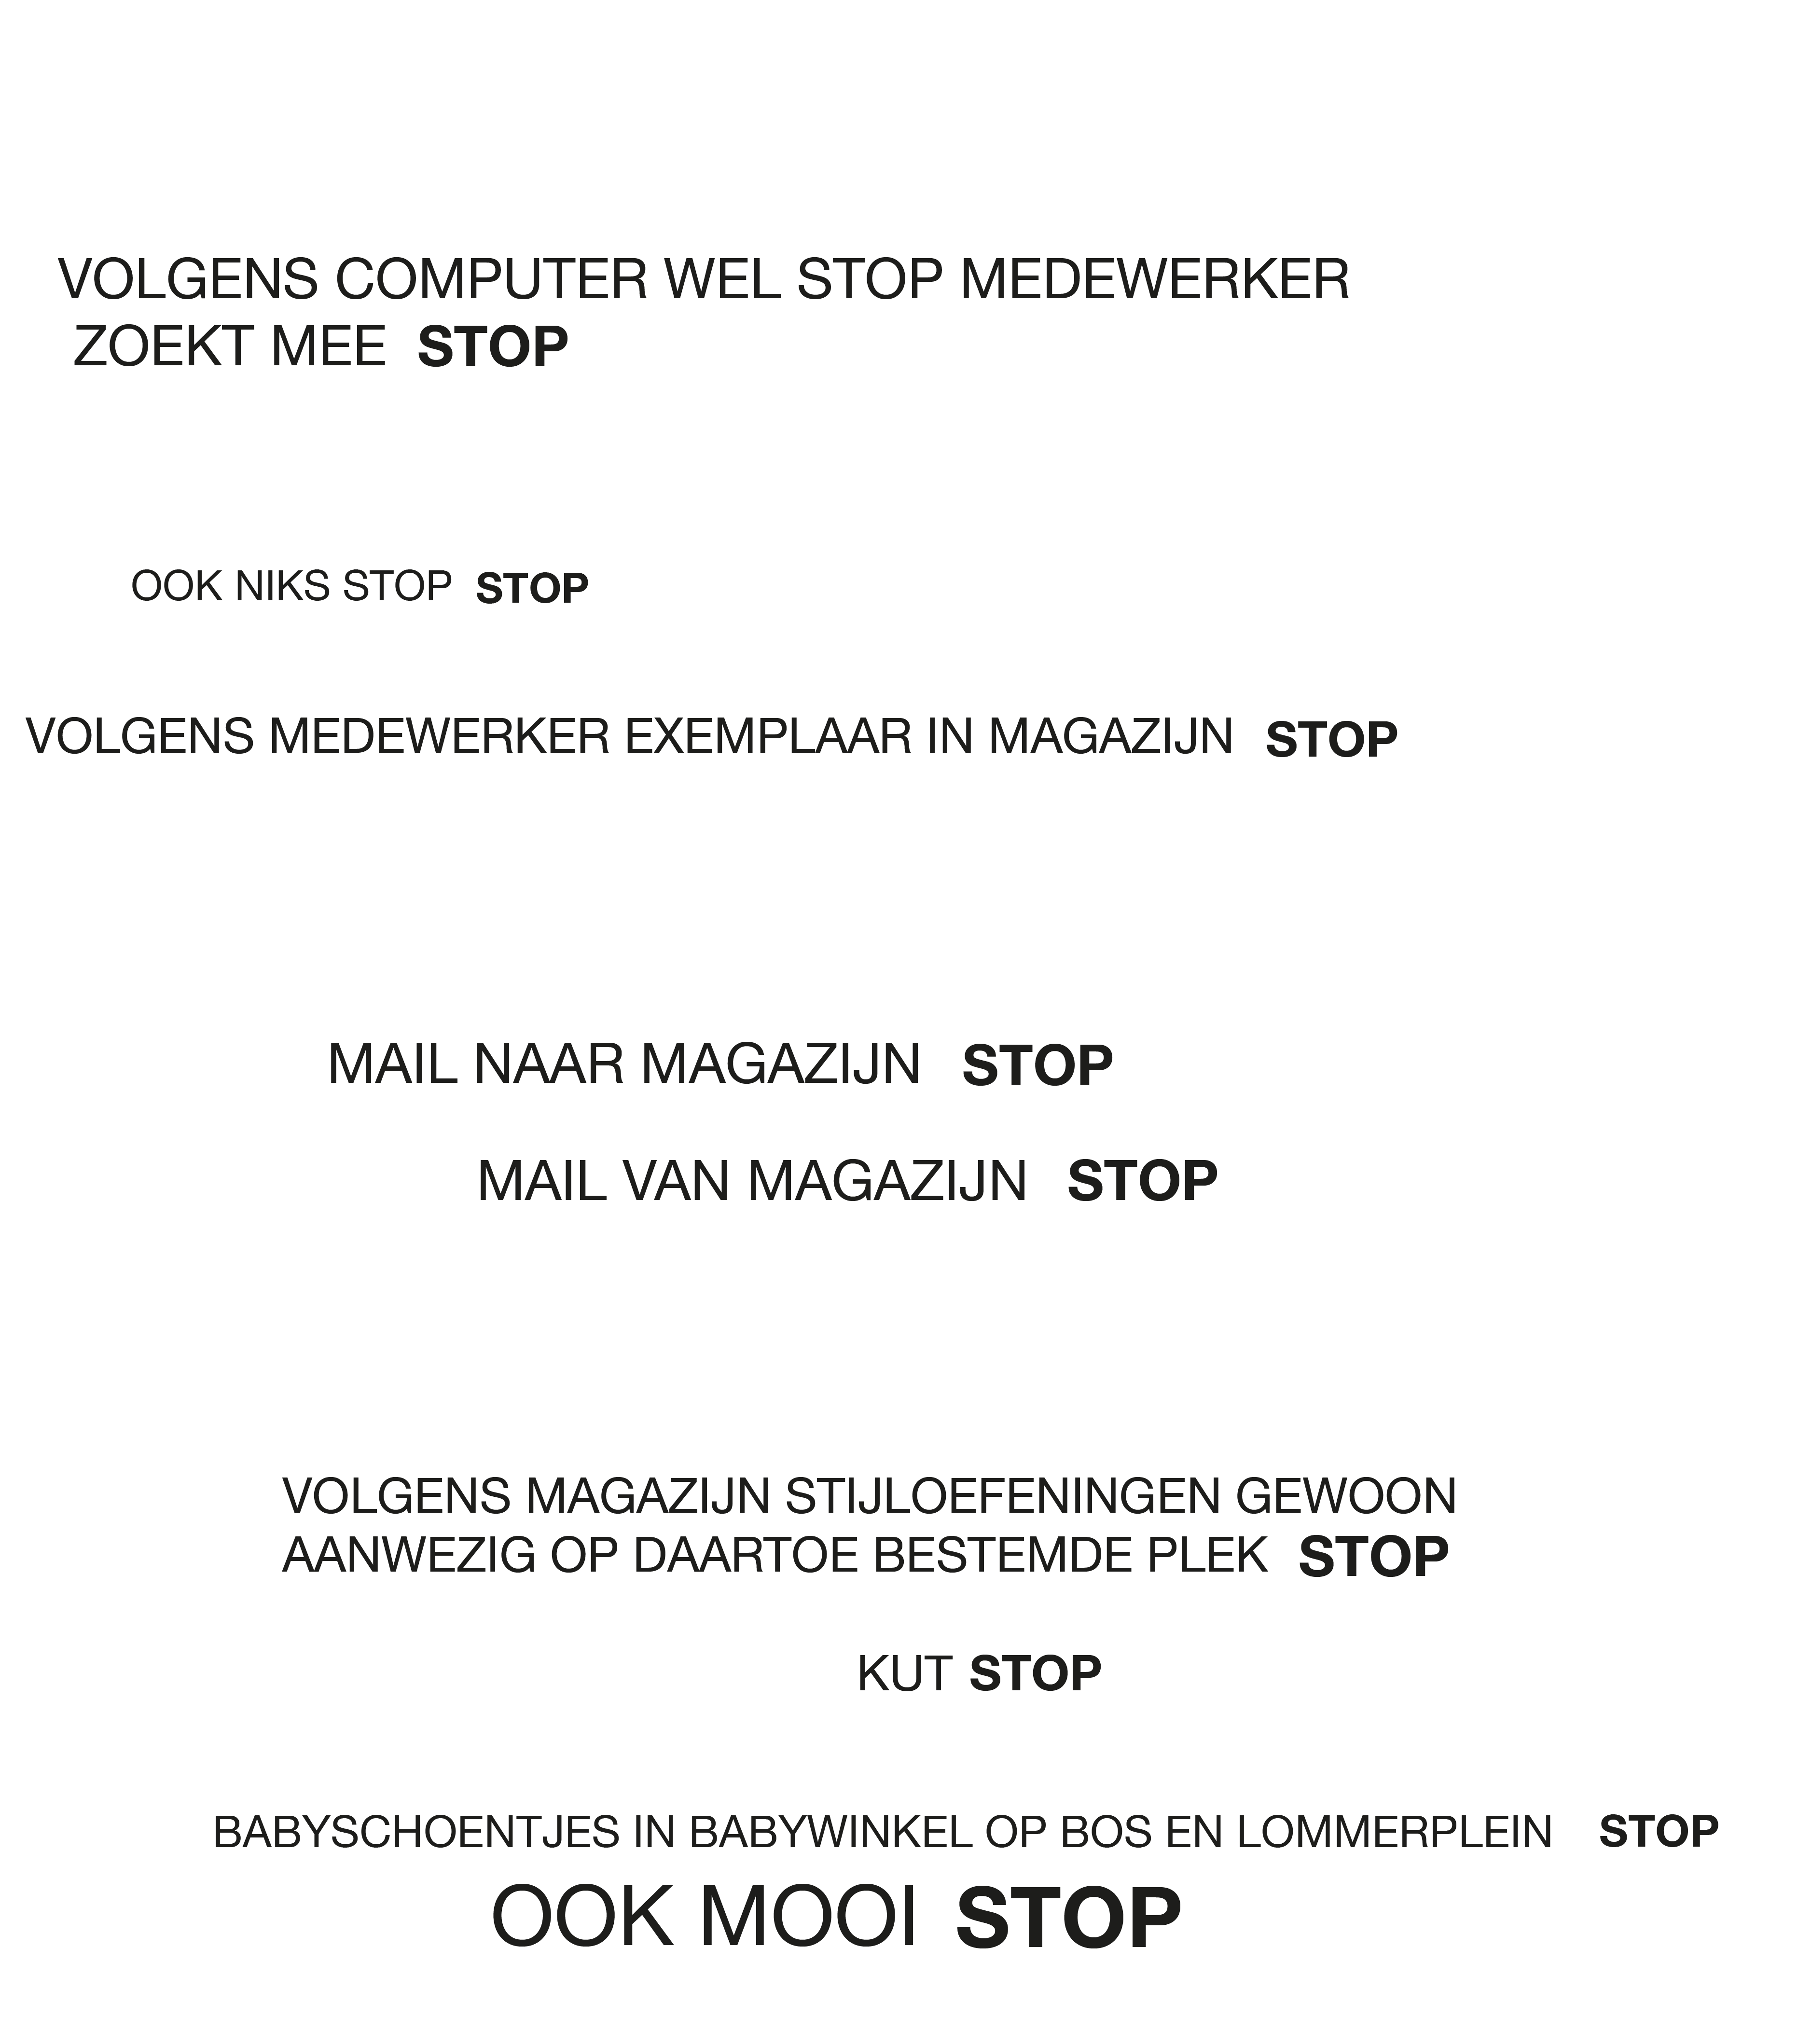 VOLGENS COMPUTER WEL STOP MEDEWERKER
ZOEKT MEE STOP
OOK NIKS STOP STOP
VOLGENS MEDEWERKER EXEMPLAAR IN MAGAZIJN STOP
MAIL NAAR MAGAZIJN STOP
MAIL VAN MAGAZIJN STOP
VOLGENS MAGAZIJN STIJLOEFENINGEN GEWOON
AANWEZIG OP DAARTOE BESTEMDE PLEK STOP
KUT STOP
BABYSCHOENTJES IN BABYWINKEL OP BOS EN LOMMERPLEIN STOP
OOK MOOI STOP